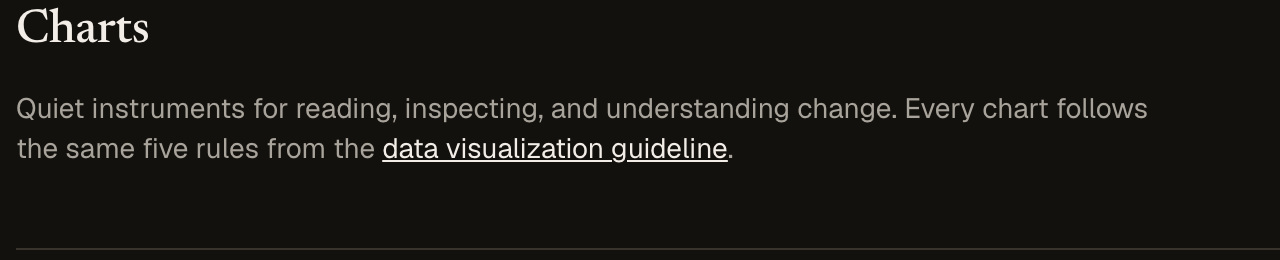 Charts
Quiet instruments for reading, inspecting, and understanding change. Every chart follows
the same five rules from the data visualization guideline.